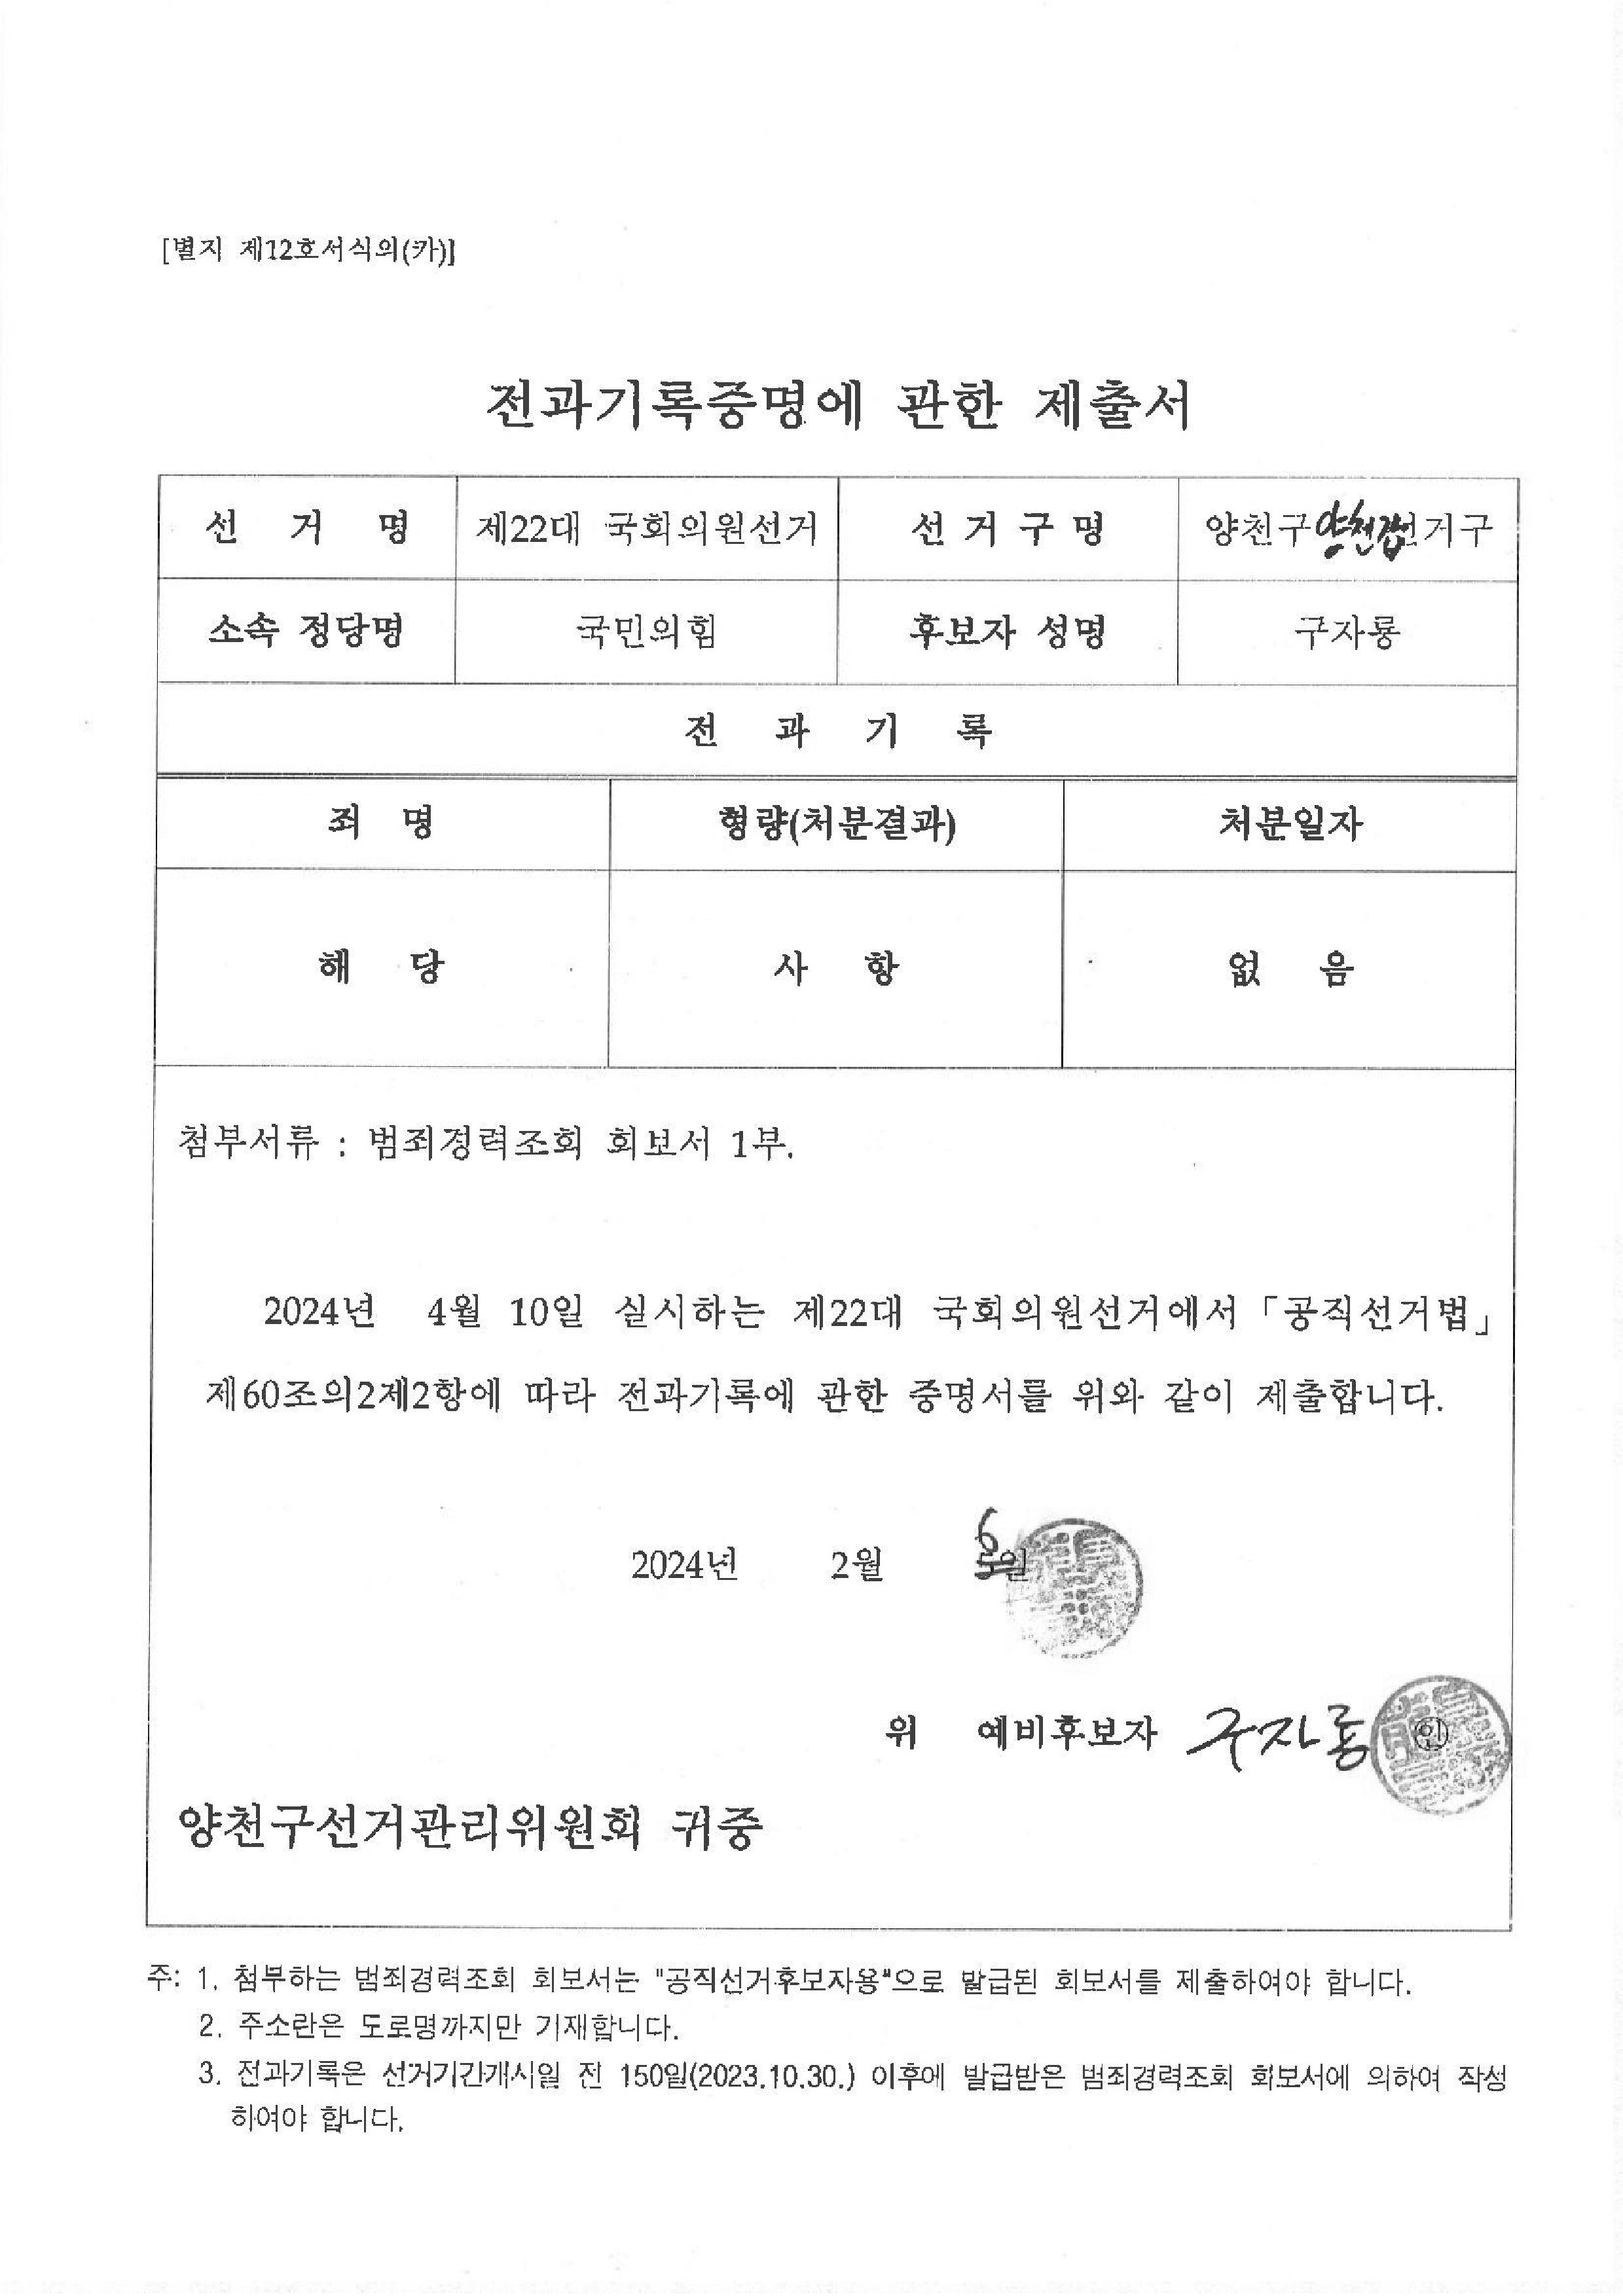 [별지 제12호서식의(카)]
전과기록증명에 관한 제출서
선 거 명 제22대 국회의원선거 선 거 구 명 양천구양천갑선거구
소속 정당명 국민의힘 후보자 성명 구자룡
전 과 기 록
죄 명 형량(처분결과) 처분일자
해 당 사 항 없 음
첨부서류 : 범죄경력조회 회보서 1부.
2024년 4월 10일 실시하는 제22대 국회의원선거에서「공직선거법」
제60조의2제2항에 따라 전과기록에 관한 증명서를 위와 같이 제출합니다.
2024년 2월 6일
위 예비후보자 구자룡 ㊞
양천구선거관리위원회 귀중
주: 1. 첨부하는 범죄경력조회 회보서는 "공직선거후보자용"으로 발급된 회보서를 제출하여야 합니다.
2. 주소란은 도로명까지만 기재합니다.
3. 전과기록은 선거기간개시일 전 150일(2023.10.30.) 이후에 발급받은 범죄경력조회 회보서에 의하여 작성
하여야 합니다.